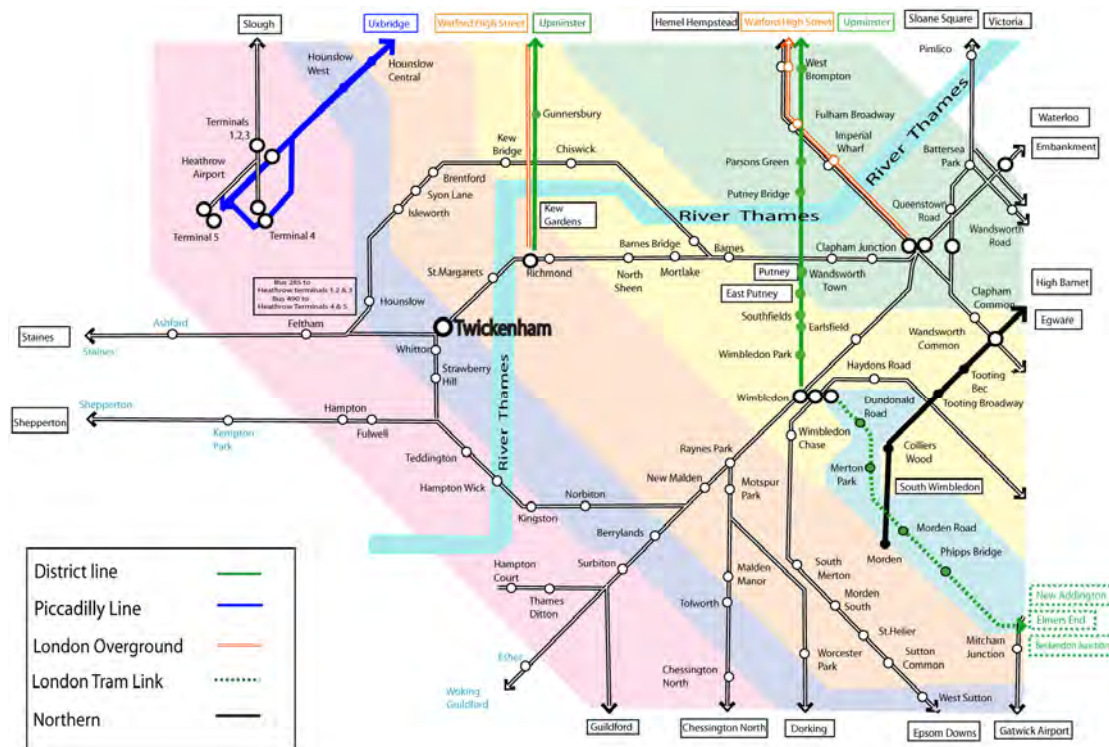 Slough
Uxbridge
Watford High Street
Upminster
Hemel Hempstead
Watfons High Street
Upminster
Sloane Square
Victoria
Pimlico
Hounslow
West
Hounslow
Central
West
Brompton
Gunnersbury
Fulham Broadway
Imperial
Wharf
River Thames
Waterloo
Embankment
Terminals
1,2,3
Heathrow
Airport
Kew
Bridge
Chiswick
Parsons Green
Battersea
Park
Brentford
Syon Lane
Isleworth
Putney Bridge
Kew
Gardens
River Thames
Queenstown
Road
Wandsworth
Road
Terminal 5
Terminal 4
Barnes Bridge
Barnes
Clapham Junction
St.Margarets
Richmond
North
Sheen
Mortlake
Putney
Wandsworth
Town
High Barnet
Bus 285 to
Heathrow terminals 1,2 & 3
Bus 490 to
Heathrow Terminals 4 & 5
Hounslow
East Putney
Clapham
Common
Southfields
Earlsfield
Egware
Staines
Ashford
Feltham
Twickenham
Wandsworth
Common
Staines
Whitton
Wimbledon Park
Haydons Road
Strawberry
Hill
Tooting
Bec
Shepperton
Shepperton
Hampton
Wimbledon
Dundonald
Road
Tooting Broadway
Kempton
Park
Fulwell
River Thames
Wimbledon
Chase
Colliers
Wood
Teddington
Raynes Park
Merton
Park
Hampton Wick
New Malden
Motspur
Park
South Wimbledon
Norbiton
Kingston
Berrylands
Morden Road
Phipps Bridge
Morden
District line
Piccadilly Line
London Overground
London Tram Link
Northern
Hampton
Court
Surbiton
Malden
Manor
South
Merton
Thames
Ditton
Tolworth
Morden
South
New Addington
Elmers End
St.Helier
Mitcham
Junction
Esher
Chessington
North
Worcester
Park
Sutton
Common
Woking
Guildford
West Sutton
Guildford
Chessington North
Dorking
Epsom Downs
Gatwick Airport